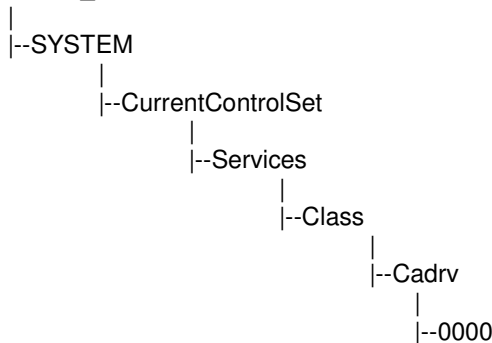 |
|--SYSTEM
|
|--CurrentControlSet
|
|--Services
|
|--Class
|
|--Cadrv
|
|--0000